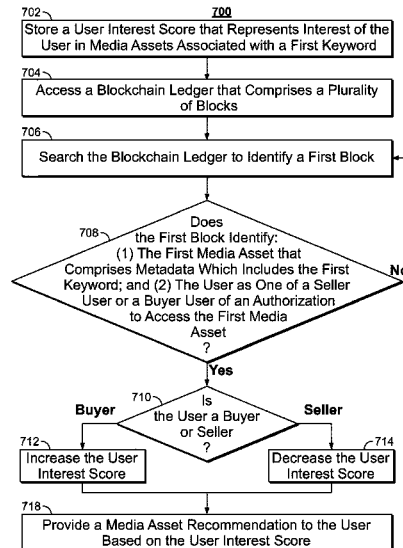 700
702
Store a User Interest Score that Represents Interest of the
User in Media Assets Associated with a First Keyword
704
Access a Blockchain Ledger that Comprises a Plurality
of Blocks
706
Search the Blockchain Ledger to Identify a First Block
708
Does
the First Block Identify:
(1) The First Media Asset that
Comprises Metadata Which Includes the First
Keyword; and (2) The User as One of a Seller
User or a Buyer User of an Authorization
to Access the First Media
Asset
?
No
Yes
710
Is
the User a Buyer
or Seller
?
Buyer
Seller
712
Increase the User
Interest Score
714
Decrease the User
Interest Score
718
Provide a Media Asset Recommendation to the User
Based on the User Interest Score